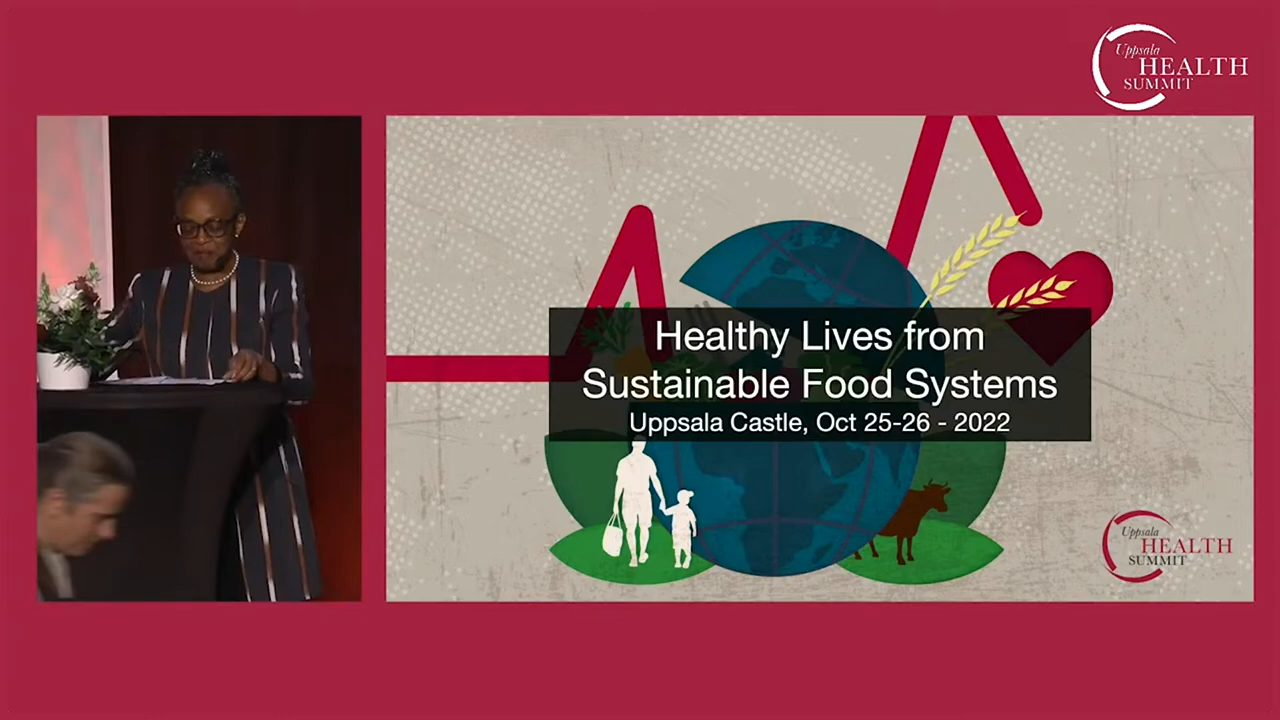 Uppsala
HEALTH
SUMMIT
Healthy Lives from
Sustainable Food Systems
Uppsala Castle, Oct 25-26 - 2022
Uppsala
HEALTH
SUMMIT